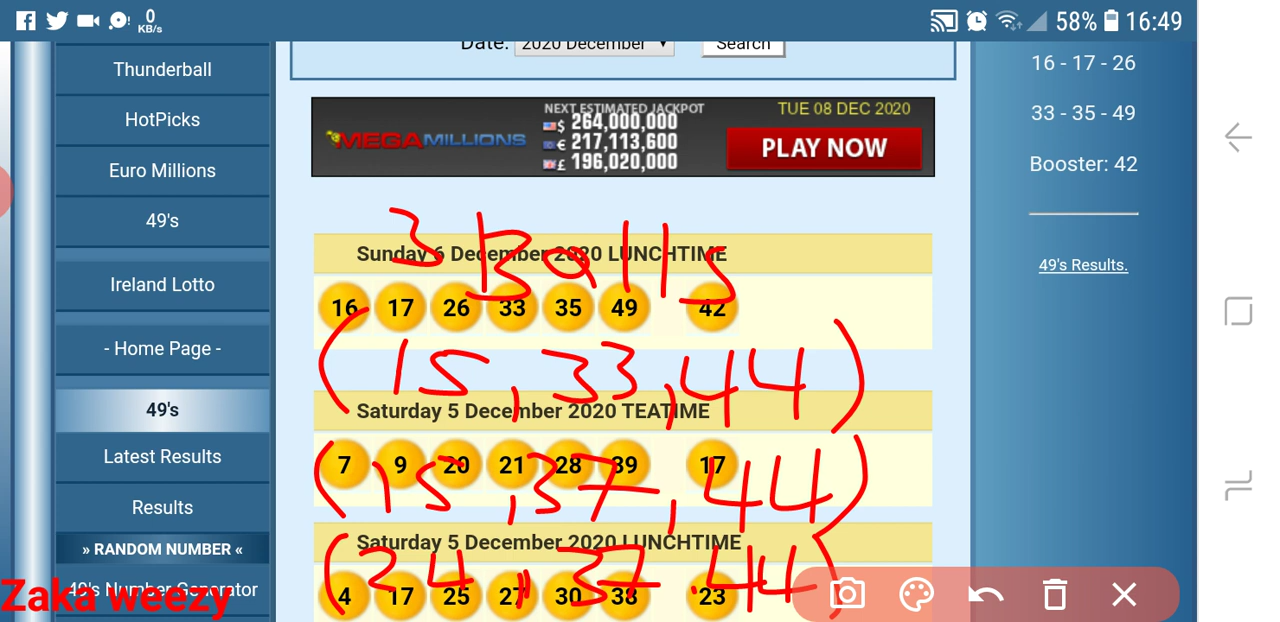 0 KB/s 58% 16:49
Thunderball
HotPicks
Euro Millions
49's
Ireland Lotto
- Home Page -
49's
Latest Results
Results
» RANDOM NUMBER «
49's Number Generator
Zaka weezy
Date: 2020 December Search
MEGAMILLIONS
NEXT ESTIMATED JACKPOT
$ 264,000,000
€ 217,113,600
£ 196,020,000
TUE 08 DEC 2020
PLAY NOW
Sunday 6 December 2020 LUNCHTIME
16 17 26 33 35 49 42
(15,33,44)
Saturday 5 December 2020 TEATIME
7 9 20 21 28 39 17
(15,37,44)
Saturday 5 December 2020 LUNCHTIME
(34, 37.44)
4 17 25 27 30 38 23
16 - 17 - 26
33 - 35 - 49
Booster: 42
49's Results.